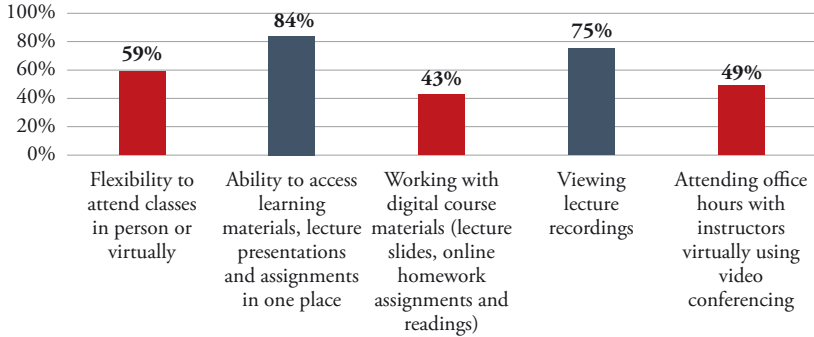 100%
80%
60%
40%
20%
0%
59%
84%
43%
75%
49%
Flexibility to
attend classes
in person or
virtually
Ability to access
learning
materials, lecture
presentations
and assignments
in one place
Working with
digital course
materials (lecture
slides, online
homework
assignments and
readings)
Viewing
lecture
recordings
Attending office
hours with
instructors
virtually using
video
conferencing